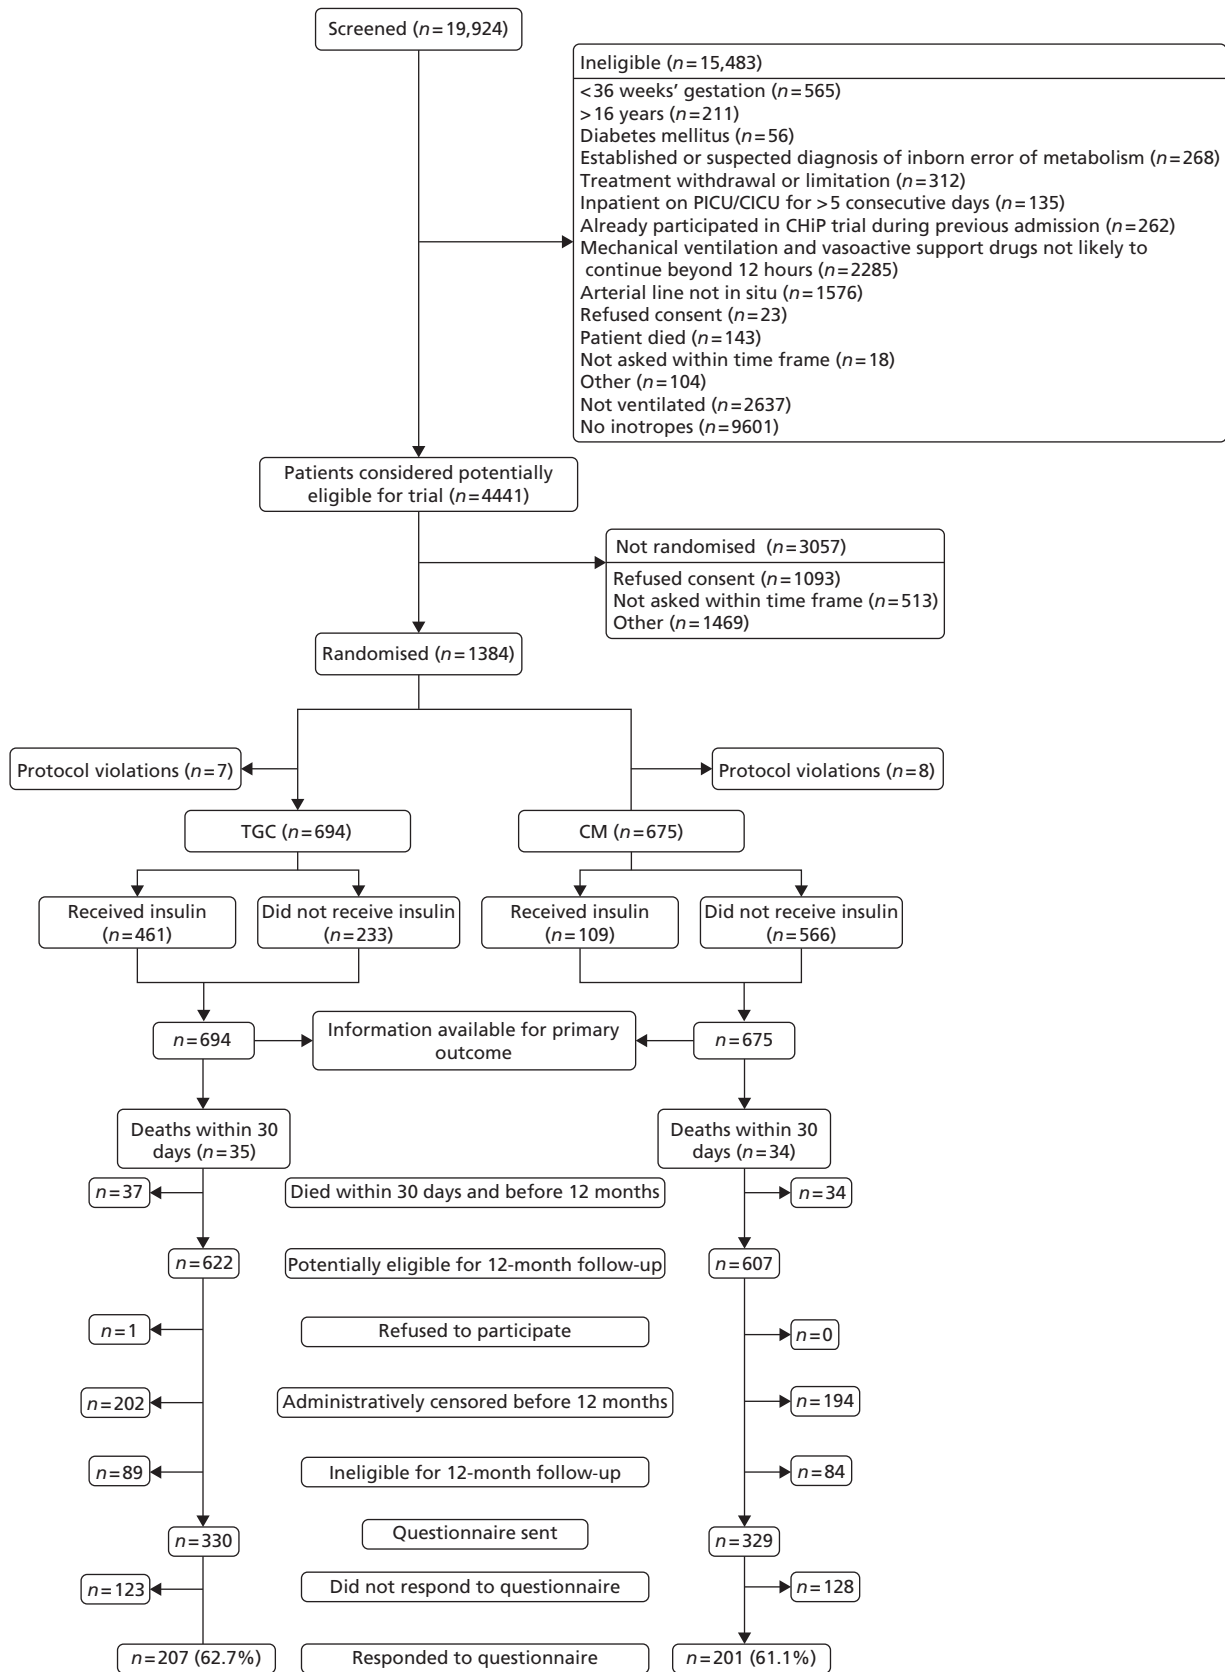 Screened (n=19,924)
Ineligible (n=15,483)
<36 weeks' gestation (n=565)
>16 years (n=211)
Diabetes mellitus (n=56)
Established or suspected diagnosis of inborn error of metabolism (n=268)
Treatment withdrawal or limitation (n=312)
Inpatient on PICU/CICU for >5 consecutive days (n=135)
Already participated in CHiP trial during previous admission (n=262)
Mechanical ventilation and vasoactive support drugs not likely to
continue beyond 12 hours (n=2285)
Arterial line not in situ (n=1576)
Refused consent (n=23)
Patient died (n=143)
Not asked within time frame (n=18)
Other (n=104)
Not ventilated (n=2637)
No inotropes (n=9601)
Patients considered potentially
eligible for trial (n=4441)
Not randomised (n=3057)
Refused consent (n=1093)
Not asked within time frame (n=513)
Other (n=1469)
Randomised (n=1384)
Protocol violations (n=7)
Protocol violations (n=8)
TGC (n=694)
CM (n=675)
Received insulin
(n=461)
Did not receive insulin
(n=233)
Received insulin
(n=109)
Did not receive insulin
(n=566)
n=694
Information available for primary
outcome
n=675
Deaths within 30
days (n=35)
Deaths within 30
days (n=34)
n=37
Died within 30 days and before 12 months
n=34
n=622
Potentially eligible for 12-month follow-up
n=607
n=1
Refused to participate
n=0
n=202
Administratively censored before 12 months
n=194
n=89
Ineligible for 12-month follow-up
n=84
n=330
Questionnaire sent
n=329
n=123
Did not respond to questionnaire
n=128
n=207 (62.7%)
Responded to questionnaire
n=201 (61.1%)